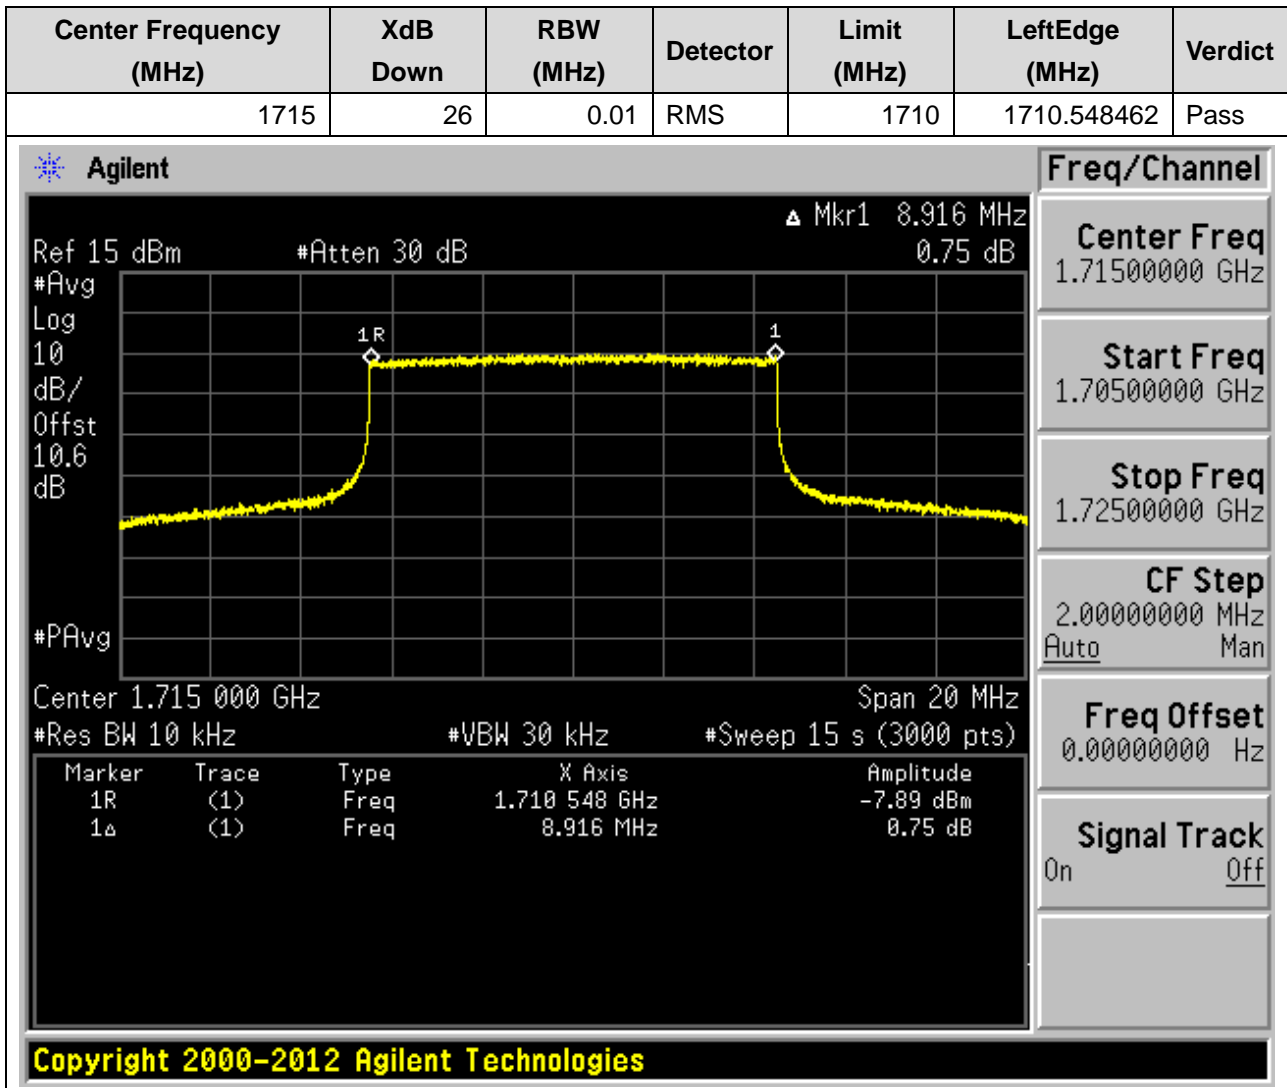 Center Frequency (MHz) XdB Down RBW (MHz) Detector Limit (MHz) LeftEdge (MHz) Verdict
1715 26 0.01 RMS 1710 1710.548462 Pass
Agilent
Freq/Channel
Δ Mkr1 8.916 MHz
Ref 15 dBm #Atten 30 dB 0.75 dB
#Avg
Log
10
dB/
Offst
10.6
dB
1R
1
#PAvg
Center 1.715 000 GHz Span 20 MHz
#Res BW 10 kHz #VBW 30 kHz #Sweep 15 s (3000 pts)
Marker Trace Type X Axis Amplitude
1R (1) Freq 1.710 548 GHz -7.89 dBm
1Δ (1) Freq 8.916 MHz 0.75 dB
Center Freq
1.71500000 GHz
Start Freq
1.70500000 GHz
Stop Freq
1.72500000 GHz
CF Step
2.00000000 MHz
Auto Man
Freq Offset
0.00000000 Hz
Signal Track
On Off
Copyright 2000-2012 Agilent Technologies